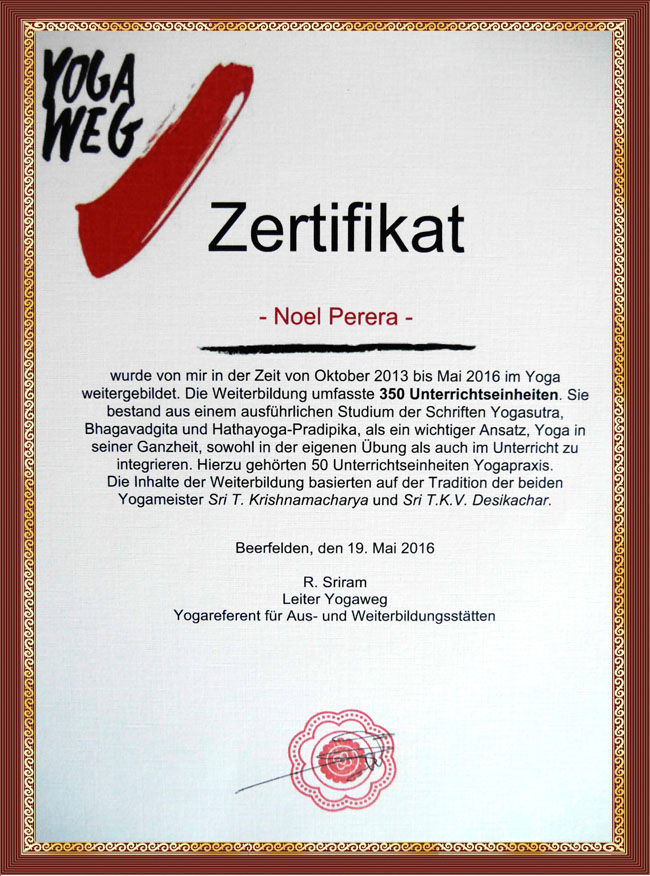 YOGA
WEG
Zertifikat
- Noel Perera -
wurde von mir in der Zeit von Oktober 2013 bis Mai 2016 im Yoga
weitergebildet. Die Weiterbildung umfasste 350 Unterrichtseinheiten. Sie
bestand aus einem ausführlichen Studium der Schriften Yogasutra,
Bhagavadgita und Hathayoga-Pradipika, als ein wichtiger Ansatz, Yoga in
seiner Ganzheit, sowohl in der eigenen Übung als auch im Unterricht zu
integrieren. Hierzu gehörten 50 Unterrichtseinheiten Yogapraxis.
Die Inhalte der Weiterbildung basierten auf der Tradition der beiden
Yogameister Sri T. Krishnamacharya und Sri T.K.V. Desikachar.
Beerfelden, den 19. Mai 2016
R. Sriram
Leiter Yogaweg
Yogareferent für Aus- und Weiterbildungsstätten